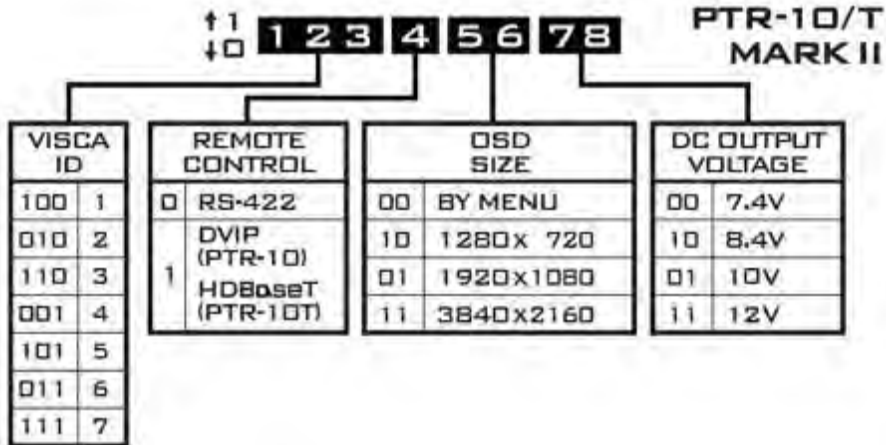 ↑ 1
↓ 0
1 2 3 4 5 6 7 8
PTR-10/T
MARK II
VISCA
ID
100 1
010 2
110 3
001 4
101 5
011 6
111 7
REMOTE
CONTROL
0 RS-422
1 DVIP
(PTR-10)
HDBaseT
(PTR-10T)
OSD
SIZE
00 BY MENU
10 1280x 720
01 1920x1080
11 3840x2160
DC OUTPUT
VOLTAGE
00 7.4V
10 8.4V
01 10V
11 12V